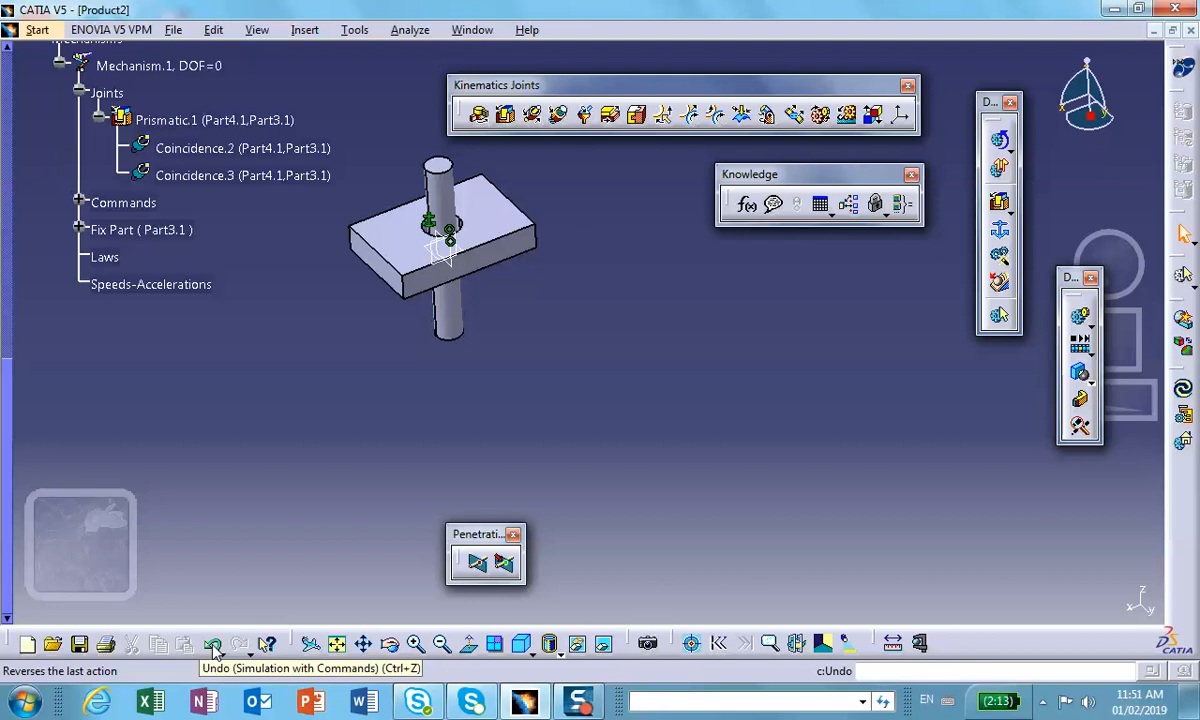 CATIA V5 - [Product2]
Start
ENOVIA V5 VPM
File
Edit
View
Insert
Tools
Analyze
Window
Help
Mechanism.1, DOF=0
Joints
Prismatic.1 (Part4.1,Part3.1)
Coincidence.2 (Part4.1,Part3.1)
Coincidence.3 (Part4.1,Part3.1)
Commands
Fix Part ( Part3.1 )
Laws
Speeds-Accelerations
Kinematics Joints
Knowledge
f(x)
D...
D...
Penetrati...
z
x
y
CATIA
Undo (Simulation with Commands) (Ctrl+Z)
Reverses the last action
c:Undo
EN
(2:13)
11:51 AM
01/02/2019